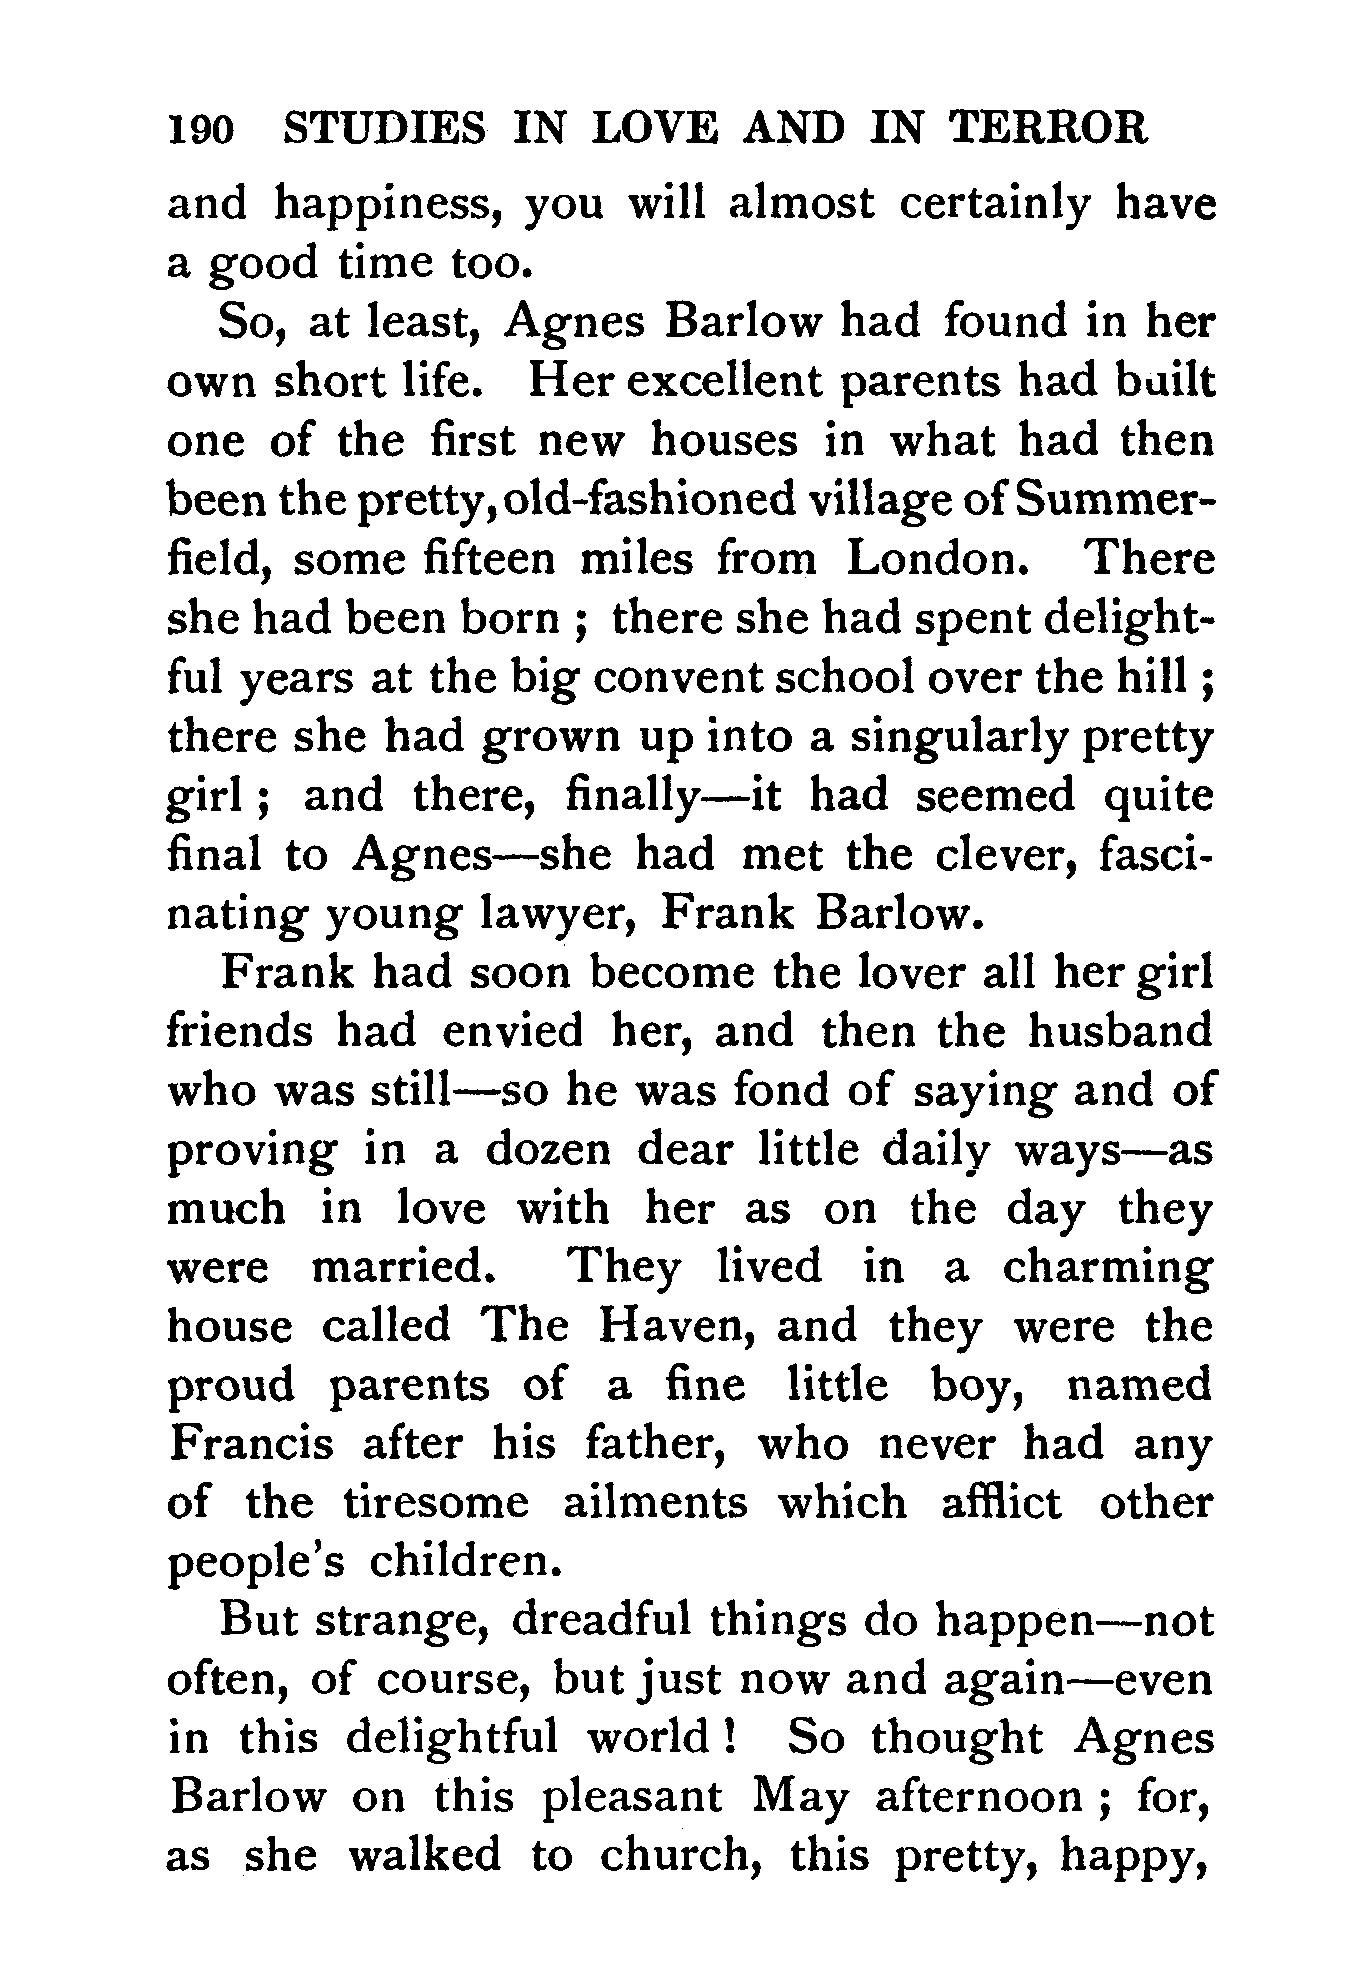 190 STUDIES IN LOVE AND IN TERROR
and happiness, you will almost certainly have
a good time too.
So, at least, Agnes Barlow had found in her
own short life. Her excellent parents had built
one of the first new houses in what had then
been the pretty, old-fashioned village of Summer-
field, some fifteen miles from London. There
she had been born ; there she had spent delight-
ful years at the big convent school over the hill ;
there she had grown up into a singularly pretty
girl ; and there, finally—it had seemed quite
final to Agnes—she had met the clever, fasci-
nating young lawyer, Frank Barlow.
Frank had soon become the lover all her girl
friends had envied her, and then the husband
who was still—so he was fond of saying and of
proving in a dozen dear little daily ways—as
much in love with her as on the day they
were married. They lived in a charming
house called The Haven, and they were the
proud parents of a fine little boy, named
Francis after his father, who never had any
of the tiresome ailments which afflict other
people's children.
But strange, dreadful things do happen—not
often, of course, but just now and again—even
in this delightful world ! So thought Agnes
Barlow on this pleasant May afternoon ; for,
as she walked to church, this pretty, happy,